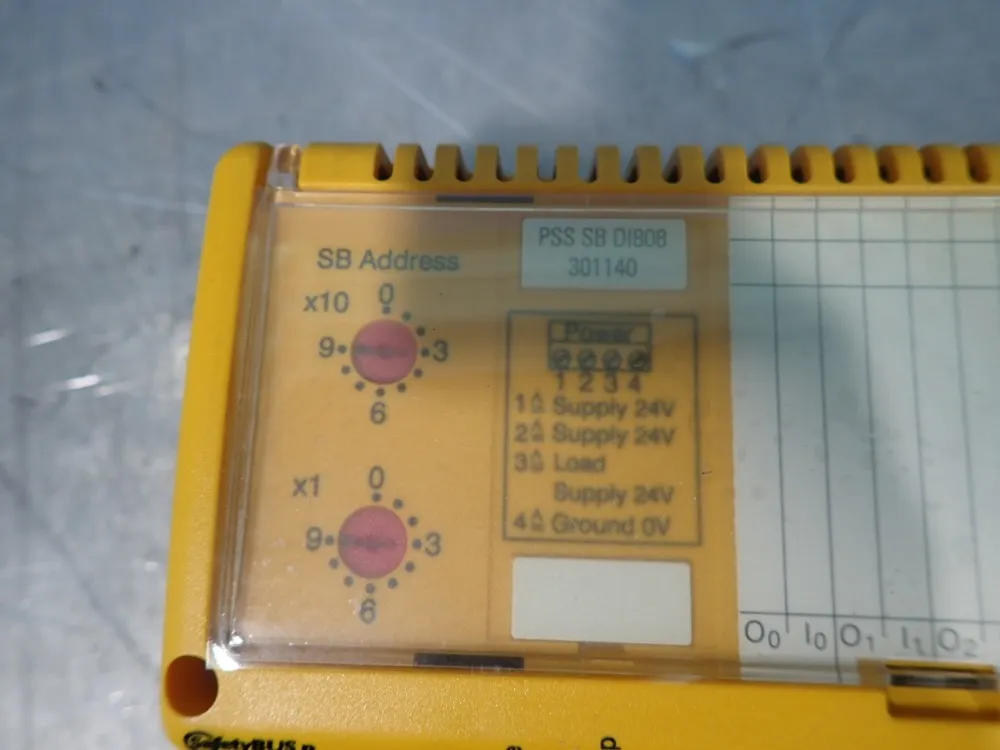 PSS SB DI808
301140
SB Address
x10
0
9
3
6
Power
1 2 3 4
1 ≙ Supply 24V
2 ≙ Supply 24V
3 ≙ Load
Supply 24V
4 ≙ Ground 0V
x1
0
9
3
6
O0 I0 O1 I1 O2
SafetyBUS p